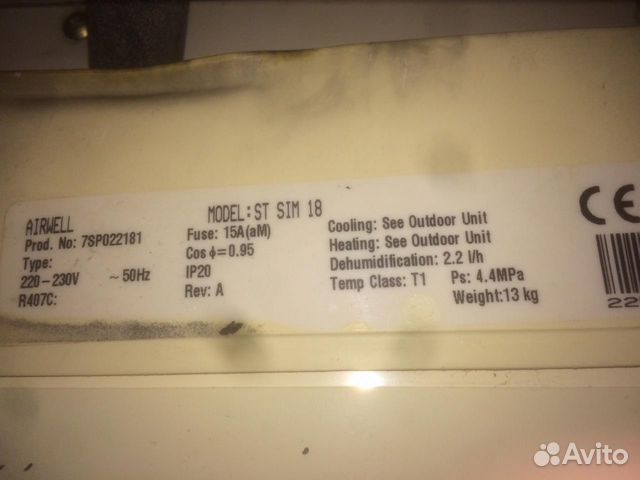 AIRWELL
MODEL: ST SIM 18
Prod. No: 7SP022181
Type:
220-230V ~ 50Hz
R407C:
Fuse: 15A(aM)
Cos ϕ=0.95
IP20
Rev: A
Cooling: See Outdoor Unit
Heating: See Outdoor Unit
Dehumidification: 2.2 l/h
Temp Class: T1 Ps: 4.4MPa
Weight:13 kg
CE
22
Avito